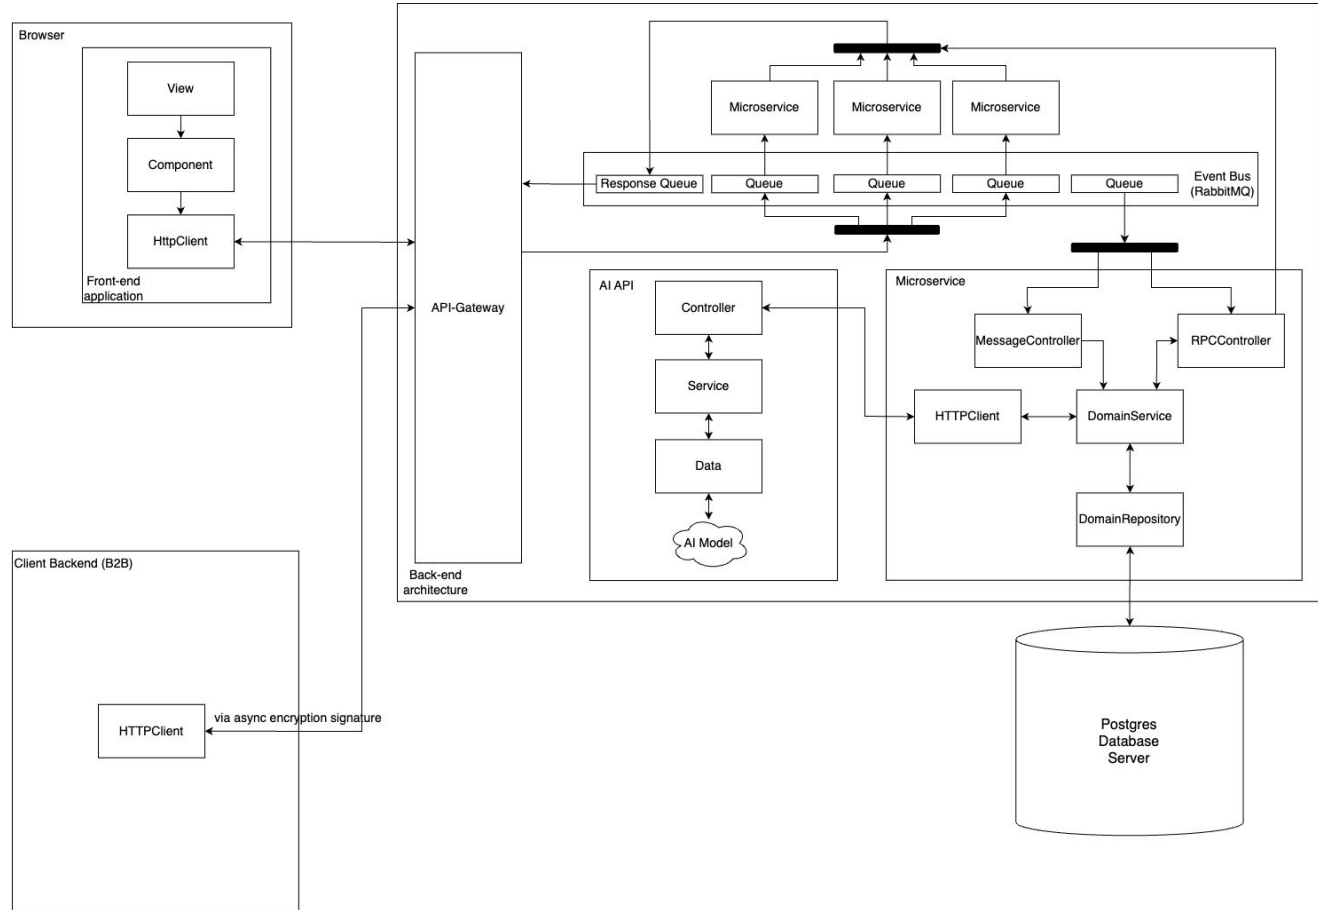 Browser
View
Component
HttpClient
Front-end
application
Client Backend (B2B)
HTTPClient
via async encryption signature
API-Gateway
Back-end
architecture
Microservice
Microservice
Microservice
Response Queue
Queue
Queue
Queue
Queue
Event Bus
(RabbitMQ)
AI API
Controller
Service
Data
AI Model
Microservice
MessageController
RPCController
HTTPClient
DomainService
DomainRepository
Postgres
Database
Server